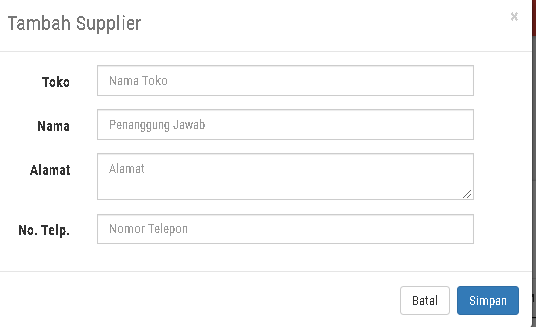 Tambah Supplier
×
Toko Nama Toko
Nama Penanggung Jawab
Alamat Alamat
No. Telp. Nomor Telepon
Batal Simpan